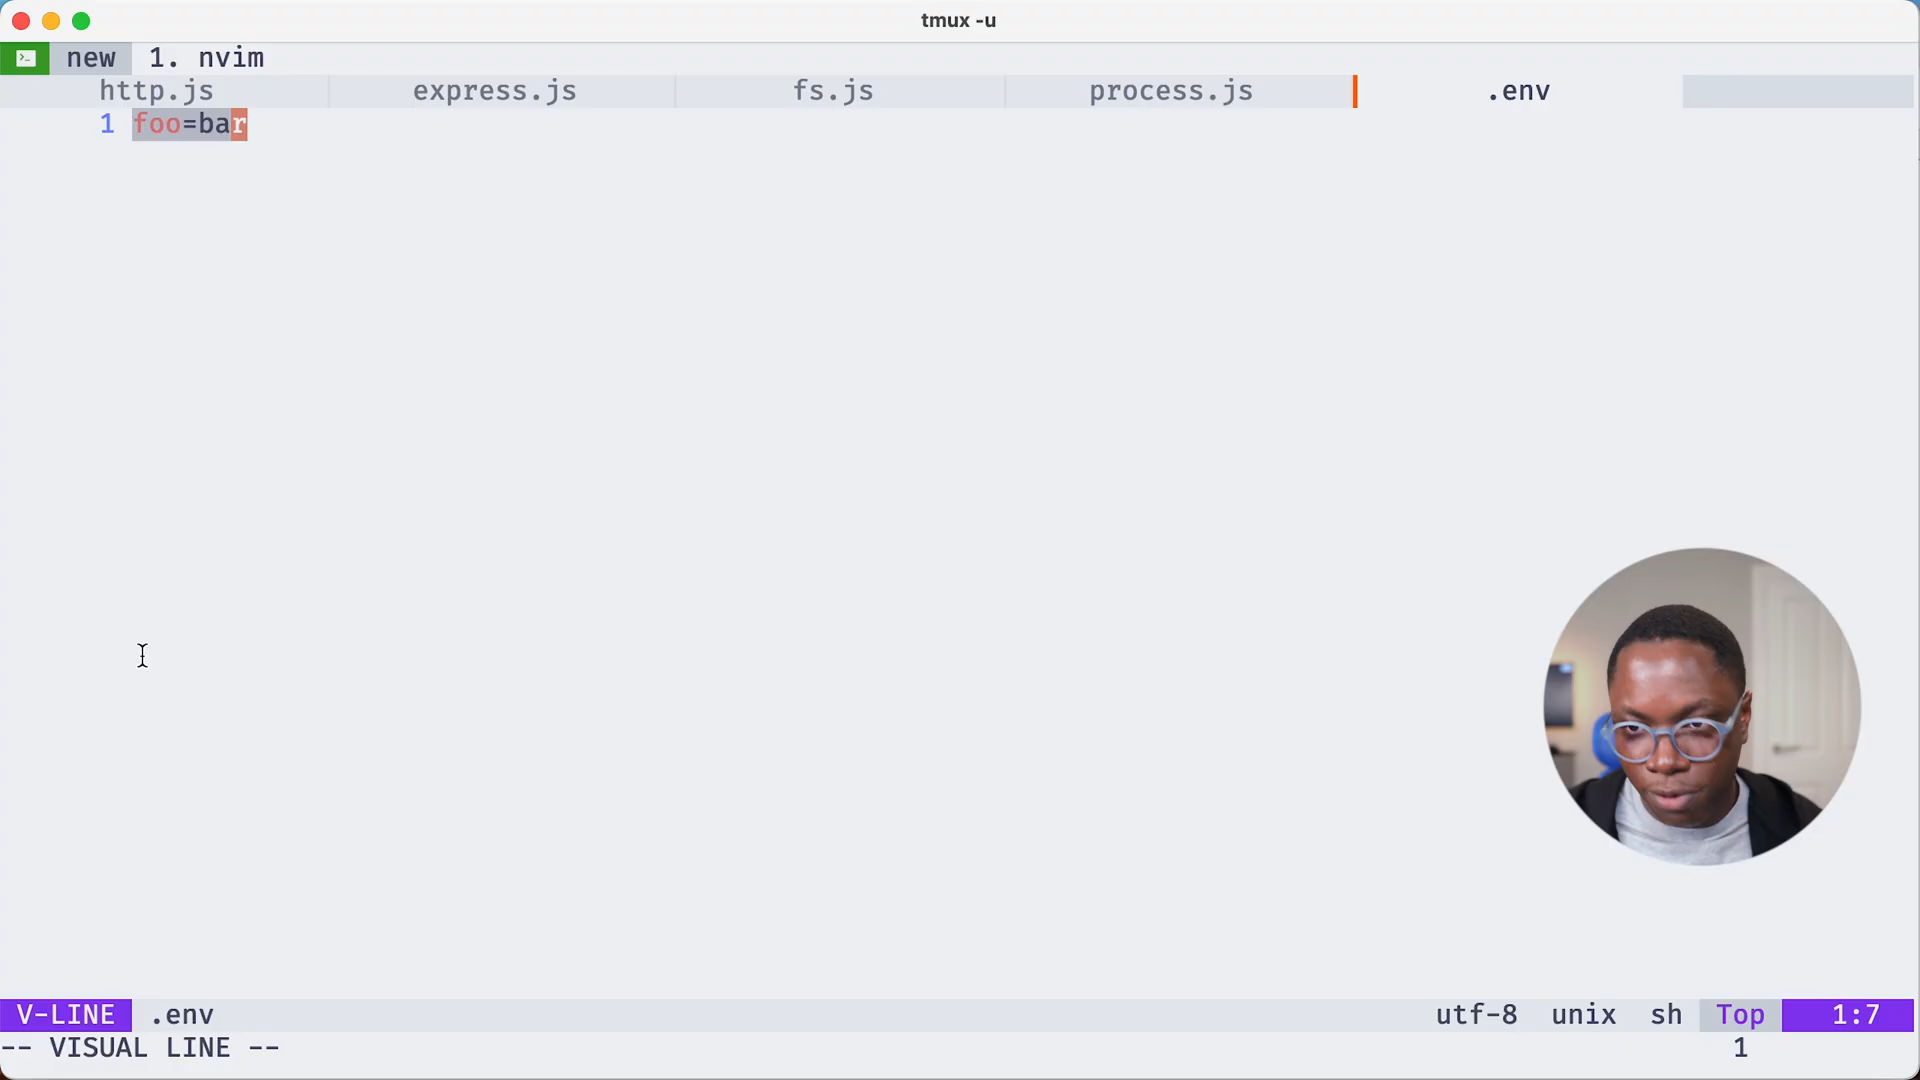 tmux -u
new 1. nvim
http.js express.js fs.js process.js .env
1 foo=bar
V-LINE .env utf-8 unix sh Top 1:7
-- VISUAL LINE -- 1